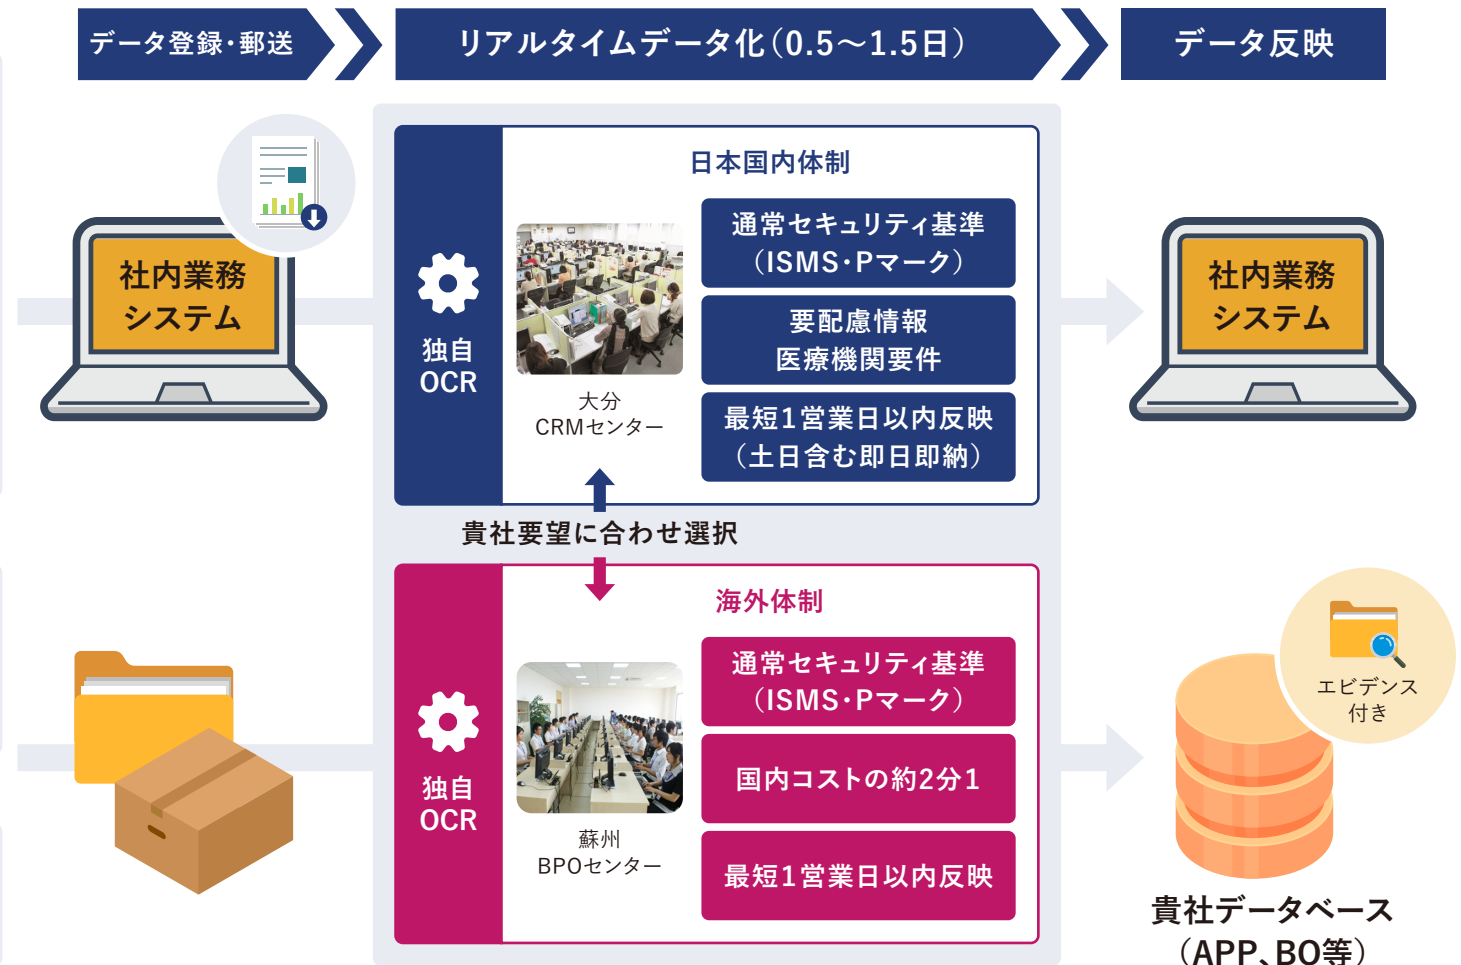 データ登録・郵送
リアルタイムデータ化(0.5〜1.5日)
データ反映
社内業務
システム
独自
OCR
日本国内体制
大分
CRMセンター
通常セキュリティ基準
(ISMS・Pマーク)
要配慮情報
医療機関要件
最短1営業日以内反映
(土日含む即日即納)
社内業務
システム
貴社要望に合わせ選択
独自
OCR
海外体制
蘇州
BPOセンター
通常セキュリティ基準
(ISMS・Pマーク)
国内コストの約2分1
最短1営業日以内反映
エビデンス
付き
貴社データベース
(APP、BO等)